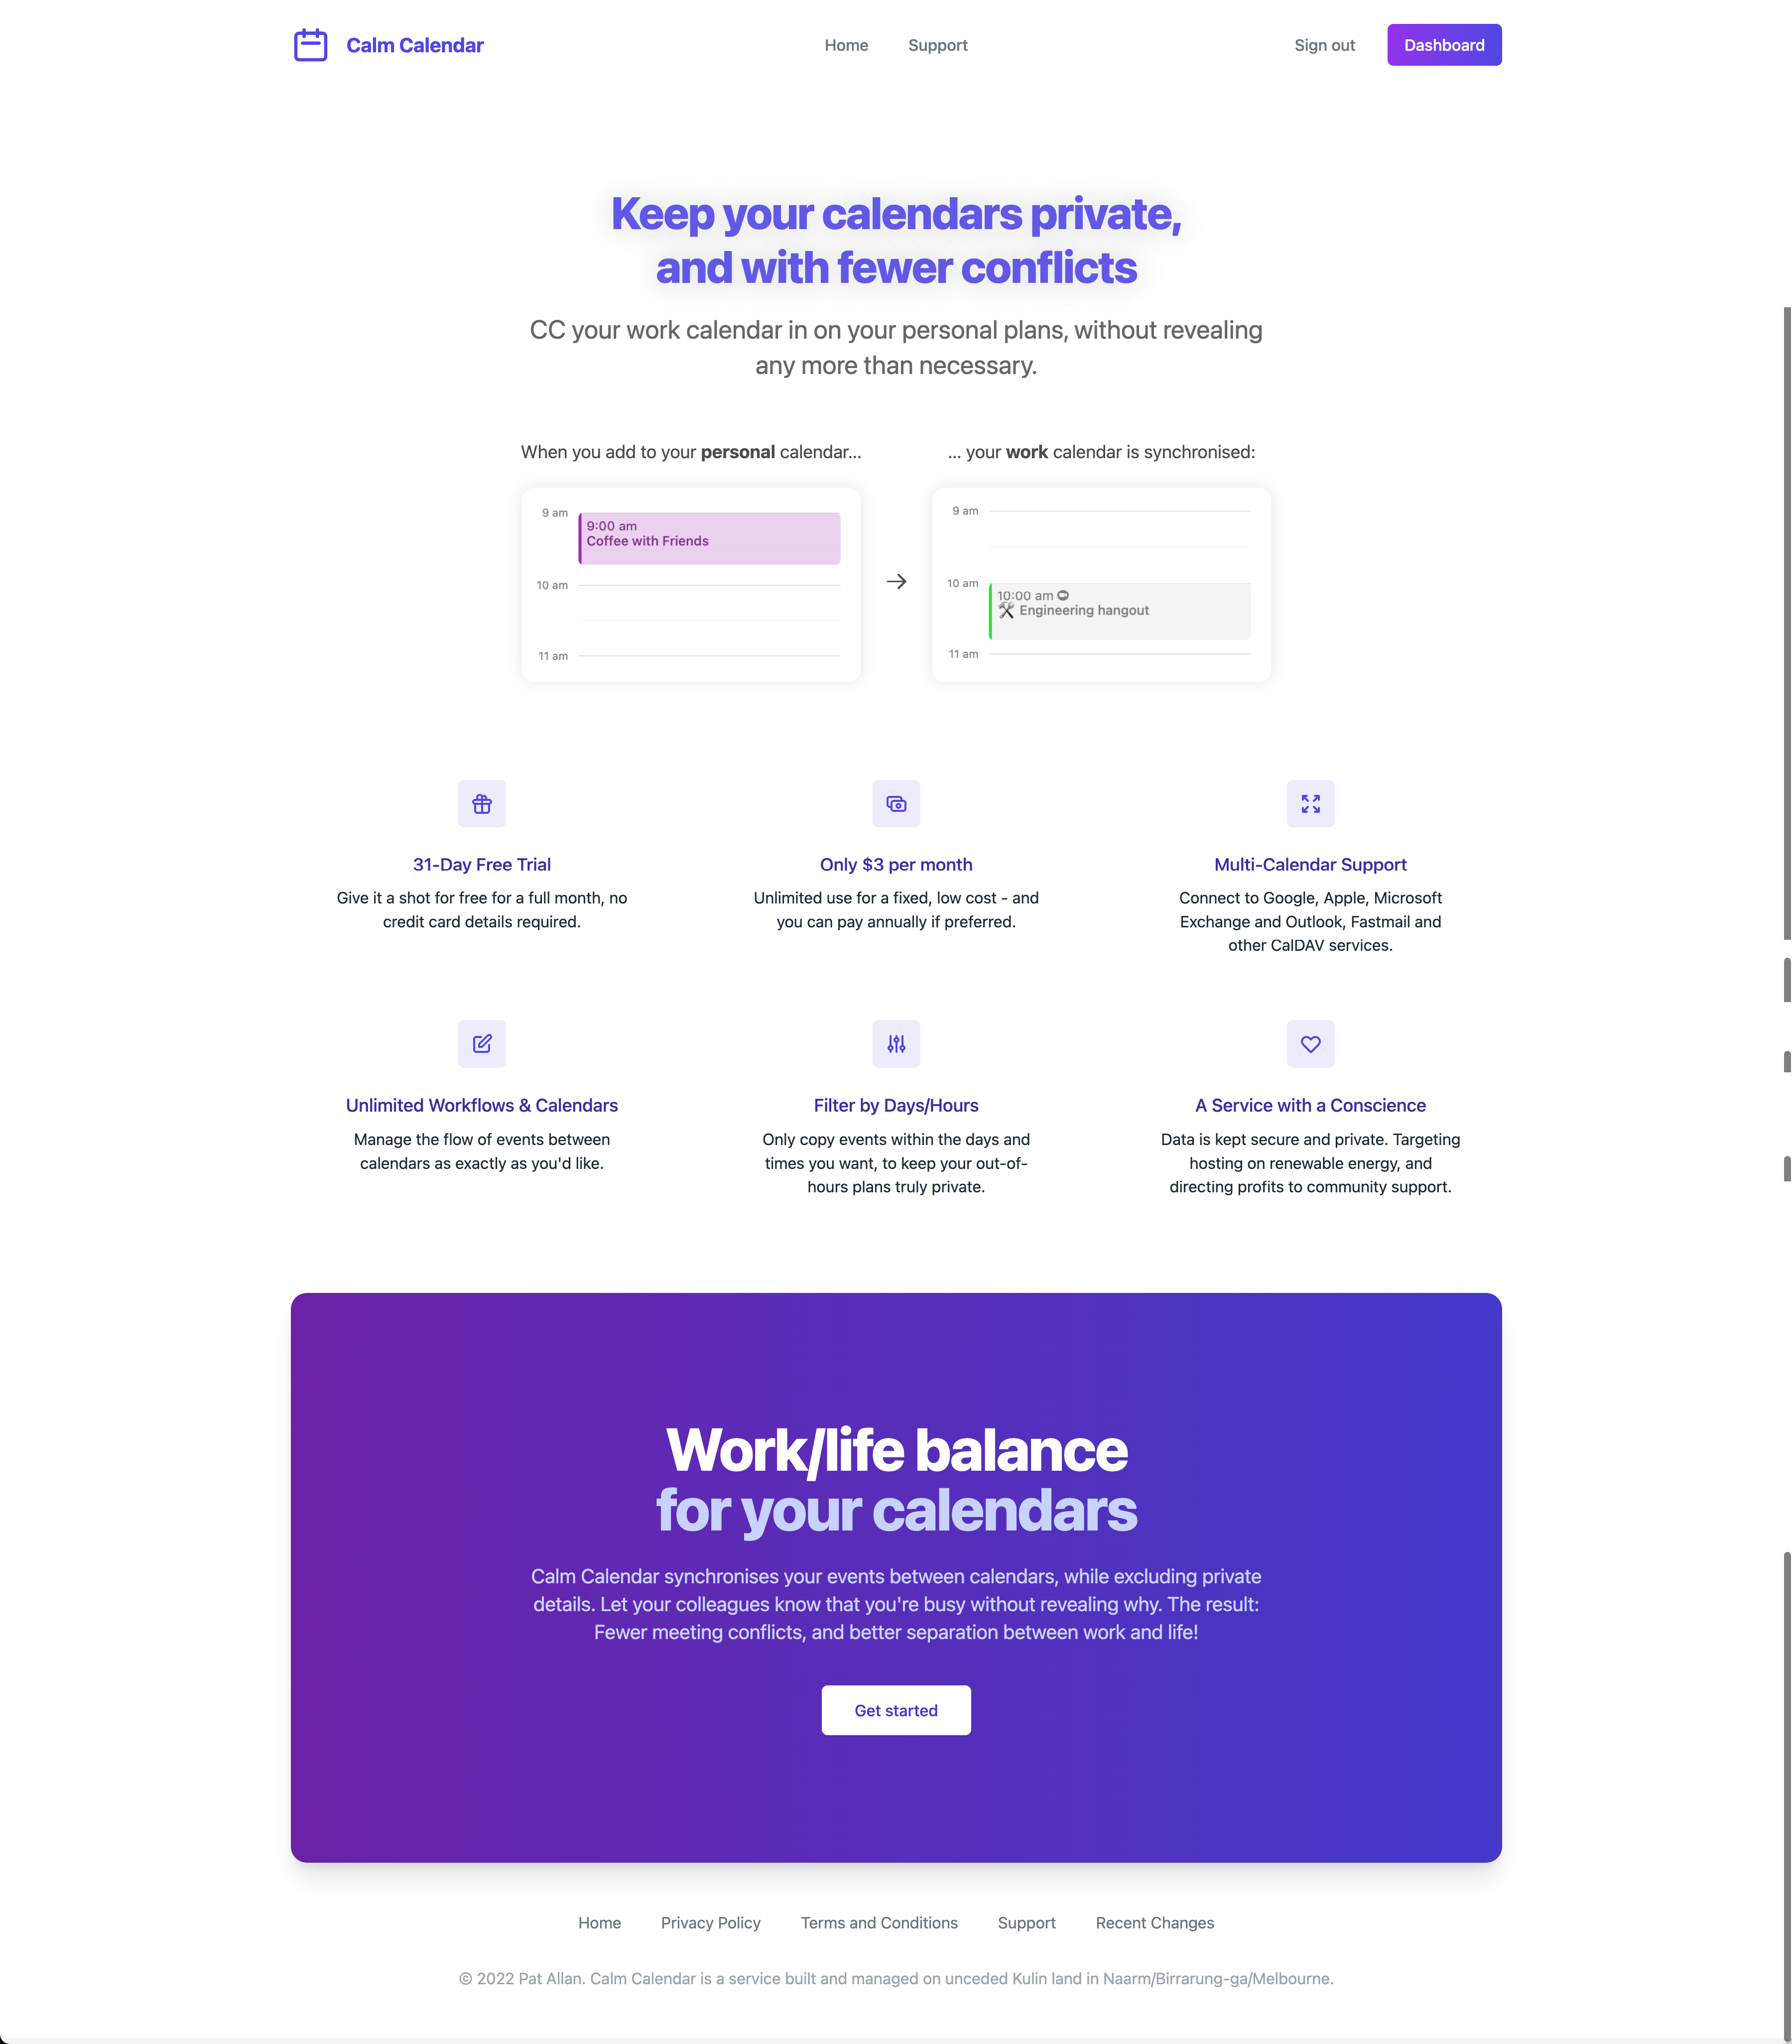 Calm Calendar
Home
Support
Sign out
Dashboard
Keep your calendars private,
and with fewer conflicts
CC your work calendar in on your personal plans, without revealing
any more than necessary.
When you add to your personal calendar...
9 am
9:00 am
Coffee with Friends
10 am
11 am
... your work calendar is synchronised:
9 am
10 am
10:00 am
🛠 Engineering hangout
11 am
31-Day Free Trial
Give it a shot for free for a full month, no
credit card details required.
Only $3 per month
Unlimited use for a fixed, low cost - and
you can pay annually if preferred.
Multi-Calendar Support
Connect to Google, Apple, Microsoft
Exchange and Outlook, Fastmail and
other CalDAV services.
Unlimited Workflows & Calendars
Manage the flow of events between
calendars as exactly as you'd like.
Filter by Days/Hours
Only copy events within the days and
times you want, to keep your out-of-
hours plans truly private.
A Service with a Conscience
Data is kept secure and private. Targeting
hosting on renewable energy, and
directing profits to community support.
Work/life balance
for your calendars
Calm Calendar synchronises your events between calendars, while excluding private
details. Let your colleagues know that you're busy without revealing why. The result:
Fewer meeting conflicts, and better separation between work and life!
Get started
Home
Privacy Policy
Terms and Conditions
Support
Recent Changes
© 2022 Pat Allan. Calm Calendar is a service built and managed on unceded Kulin land in Naarm/Birrarung-ga/Melbourne.